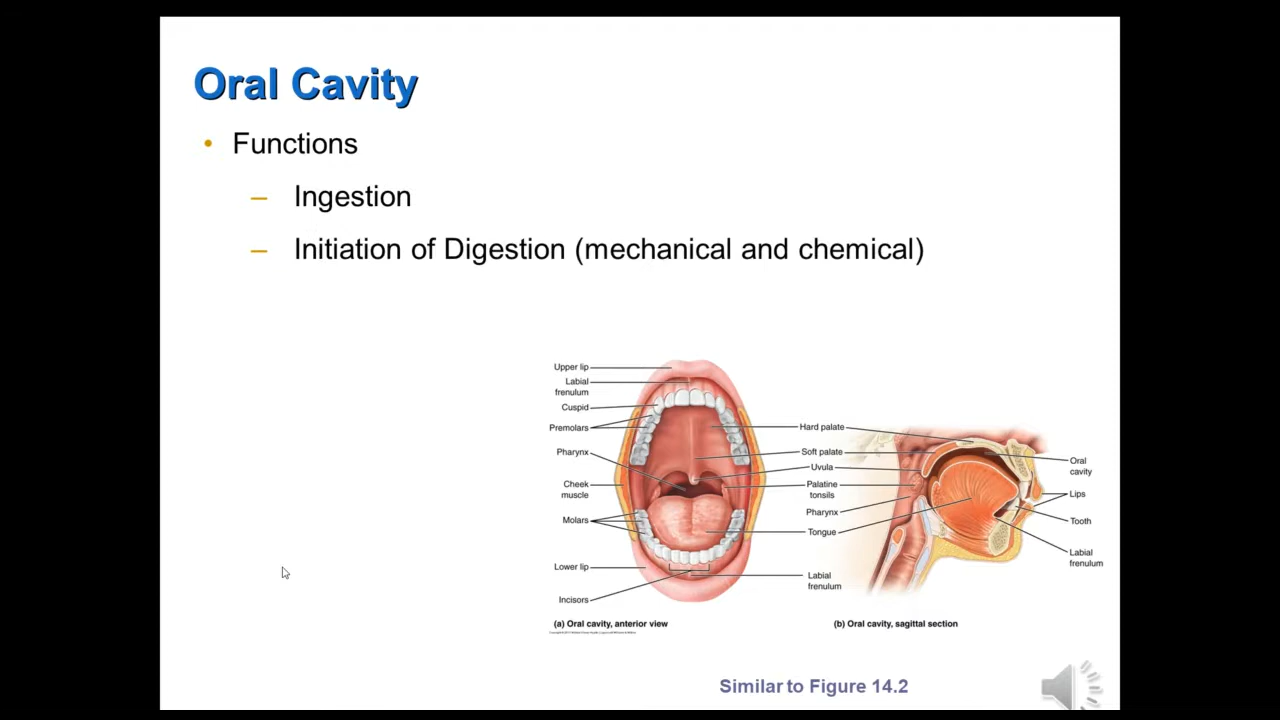 Oral Cavity
• Functions
– Ingestion
– Initiation of Digestion (mechanical and chemical)
Upper lip
Labial
frenulum
Cuspid
Premolars
Pharynx
Cheek
muscle
Molars
Lower lip
Incisors
Hard palate
Soft palate
Uvula
Palatine
tonsils
Pharynx
Tongue
Labial
frenulum
Oral
cavity
Lips
Tooth
Labial
frenulum
(a) Oral cavity, anterior view
(b) Oral cavity, sagittal section
Similar to Figure 14.2